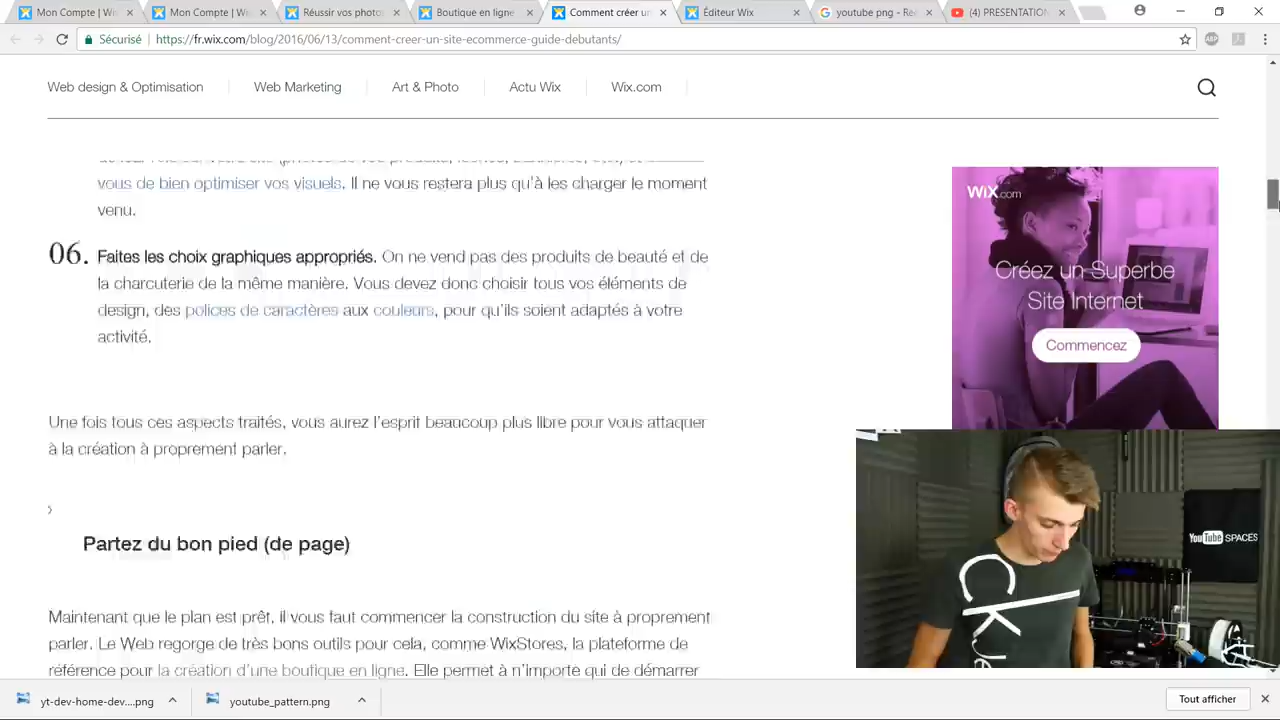 Mon Compte | W
Mon Compte | W
Réussir vos photos
Boutique en ligne
Comment créer un
Éditeur Wix
youtube png - Re
(4) PRESENTATION
Sécurisé
https://fr.wix.com/blog/2016/06/13/comment-creer-un-site-ecommerce-guide-debutants/
ABP
Web design & Optimisation
Web Marketing
Art & Photo
Actu Wix
Wix.com
vous de bien optimiser vos visuels. Il ne vous restera plus qu'à les charger le moment
venu.
06. Faites les choix graphiques appropriés. On ne vend pas des produits de beauté et de
la charcuterie de la même manière. Vous devez donc choisir tous vos éléments de
design, des polices de caractères aux couleurs, pour qu'ils soient adaptés à votre
activité.
Une fois tous ces aspects traités, vous aurez l'esprit beaucoup plus libre pour vous attaquer
à la création à proprement parler.
Partez du bon pied (de page)
Maintenant que le plan est prêt, il vous faut commencer la construction du site à proprement
parler. Le Web regorge de très bons outils pour cela, comme WixStores, la plateforme de
référence pour la création d'une boutique en ligne. Elle permet à n'importe qui de démarrer
WiX.com
Créez un Superbe
Site Internet
Commencez
YouTube SPACES
yt-dev-home-dev....png
youtube_pattern.png
Tout afficher